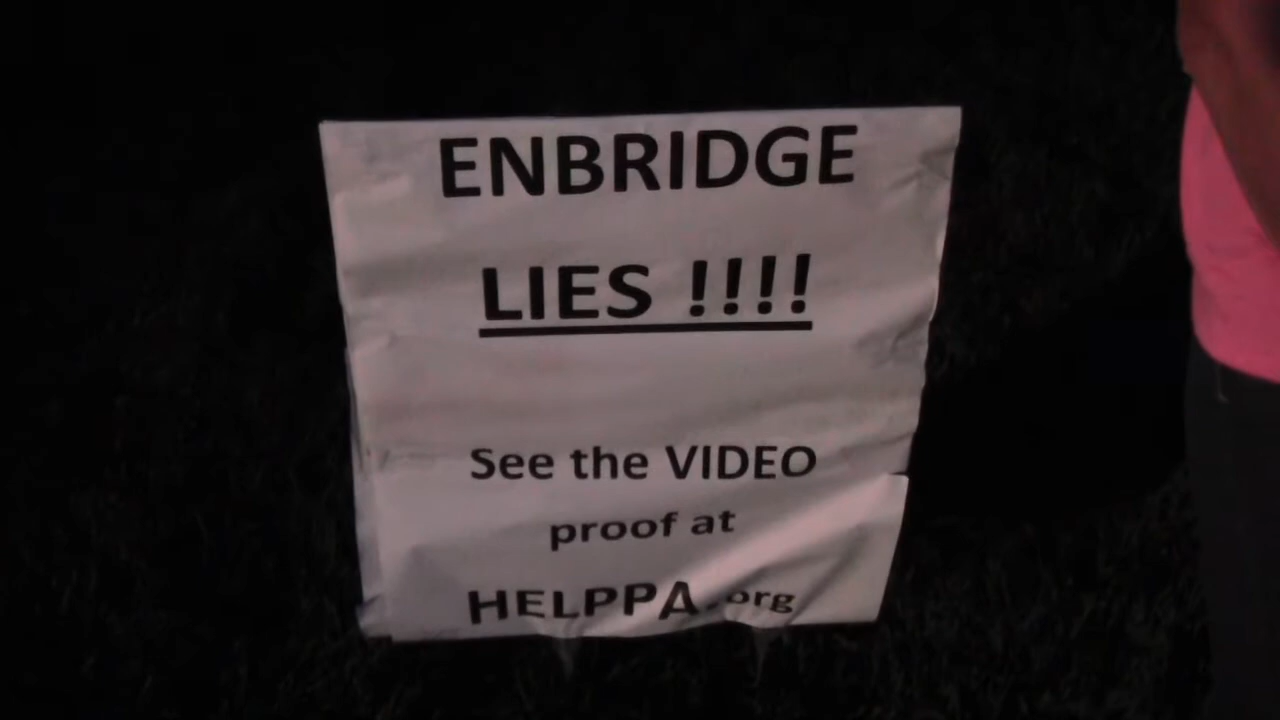 ENBRIDGE
LIES !!!!
See the VIDEO
proof at
HELPPA.org